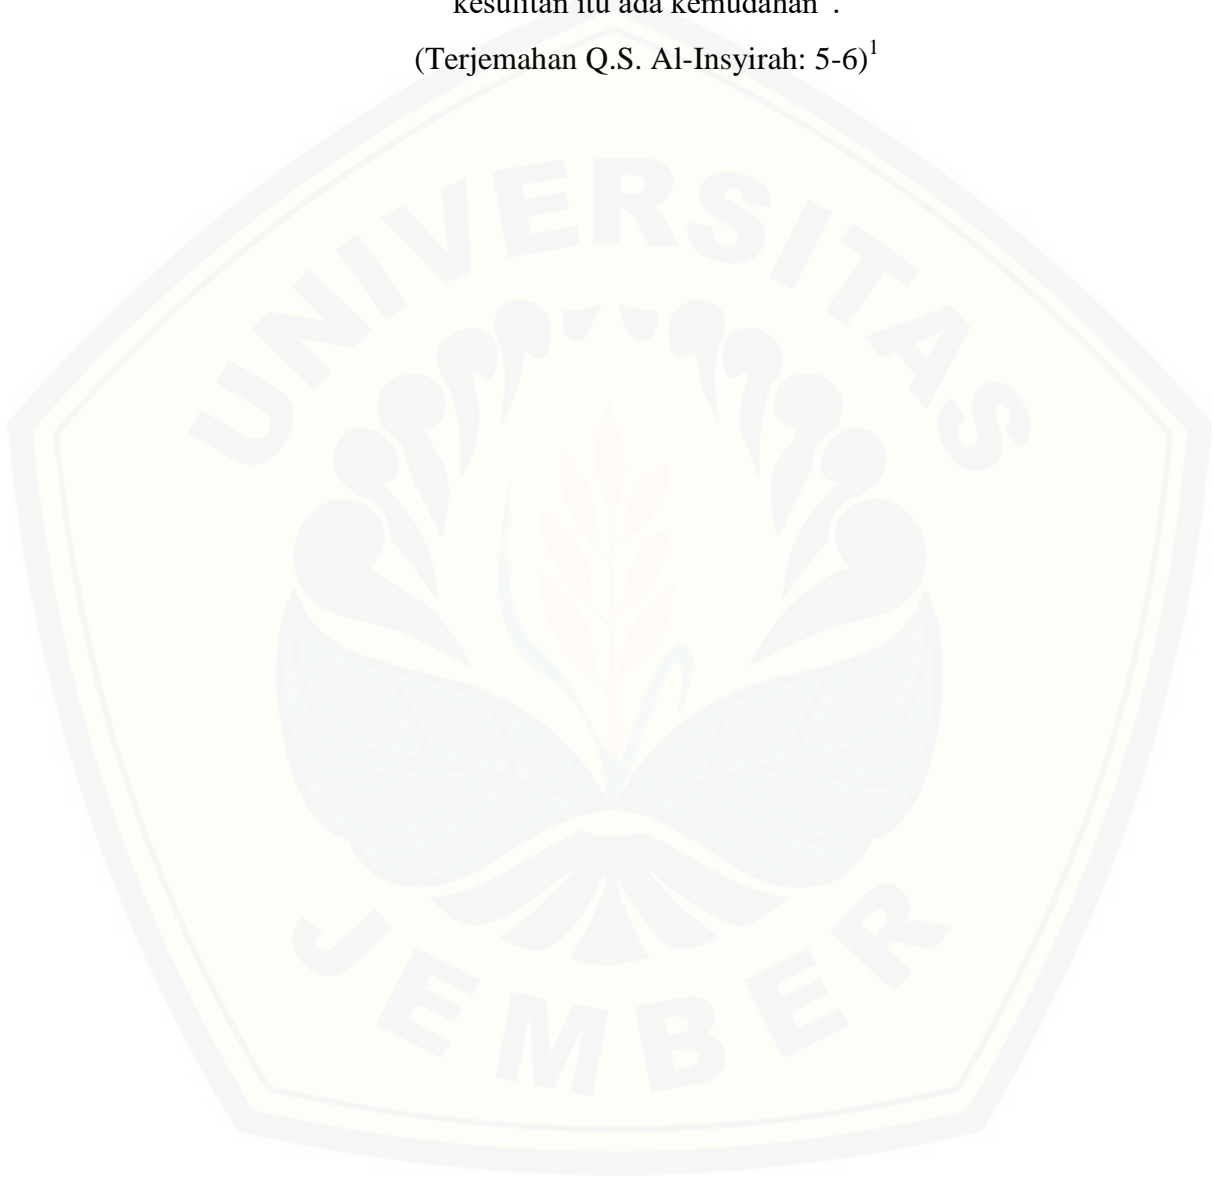 kesulitan itu ada kemudahan".
(Terjemahan Q.S. Al-Insyirah: 5-6)1
UNIVERSITAS
JEMBER